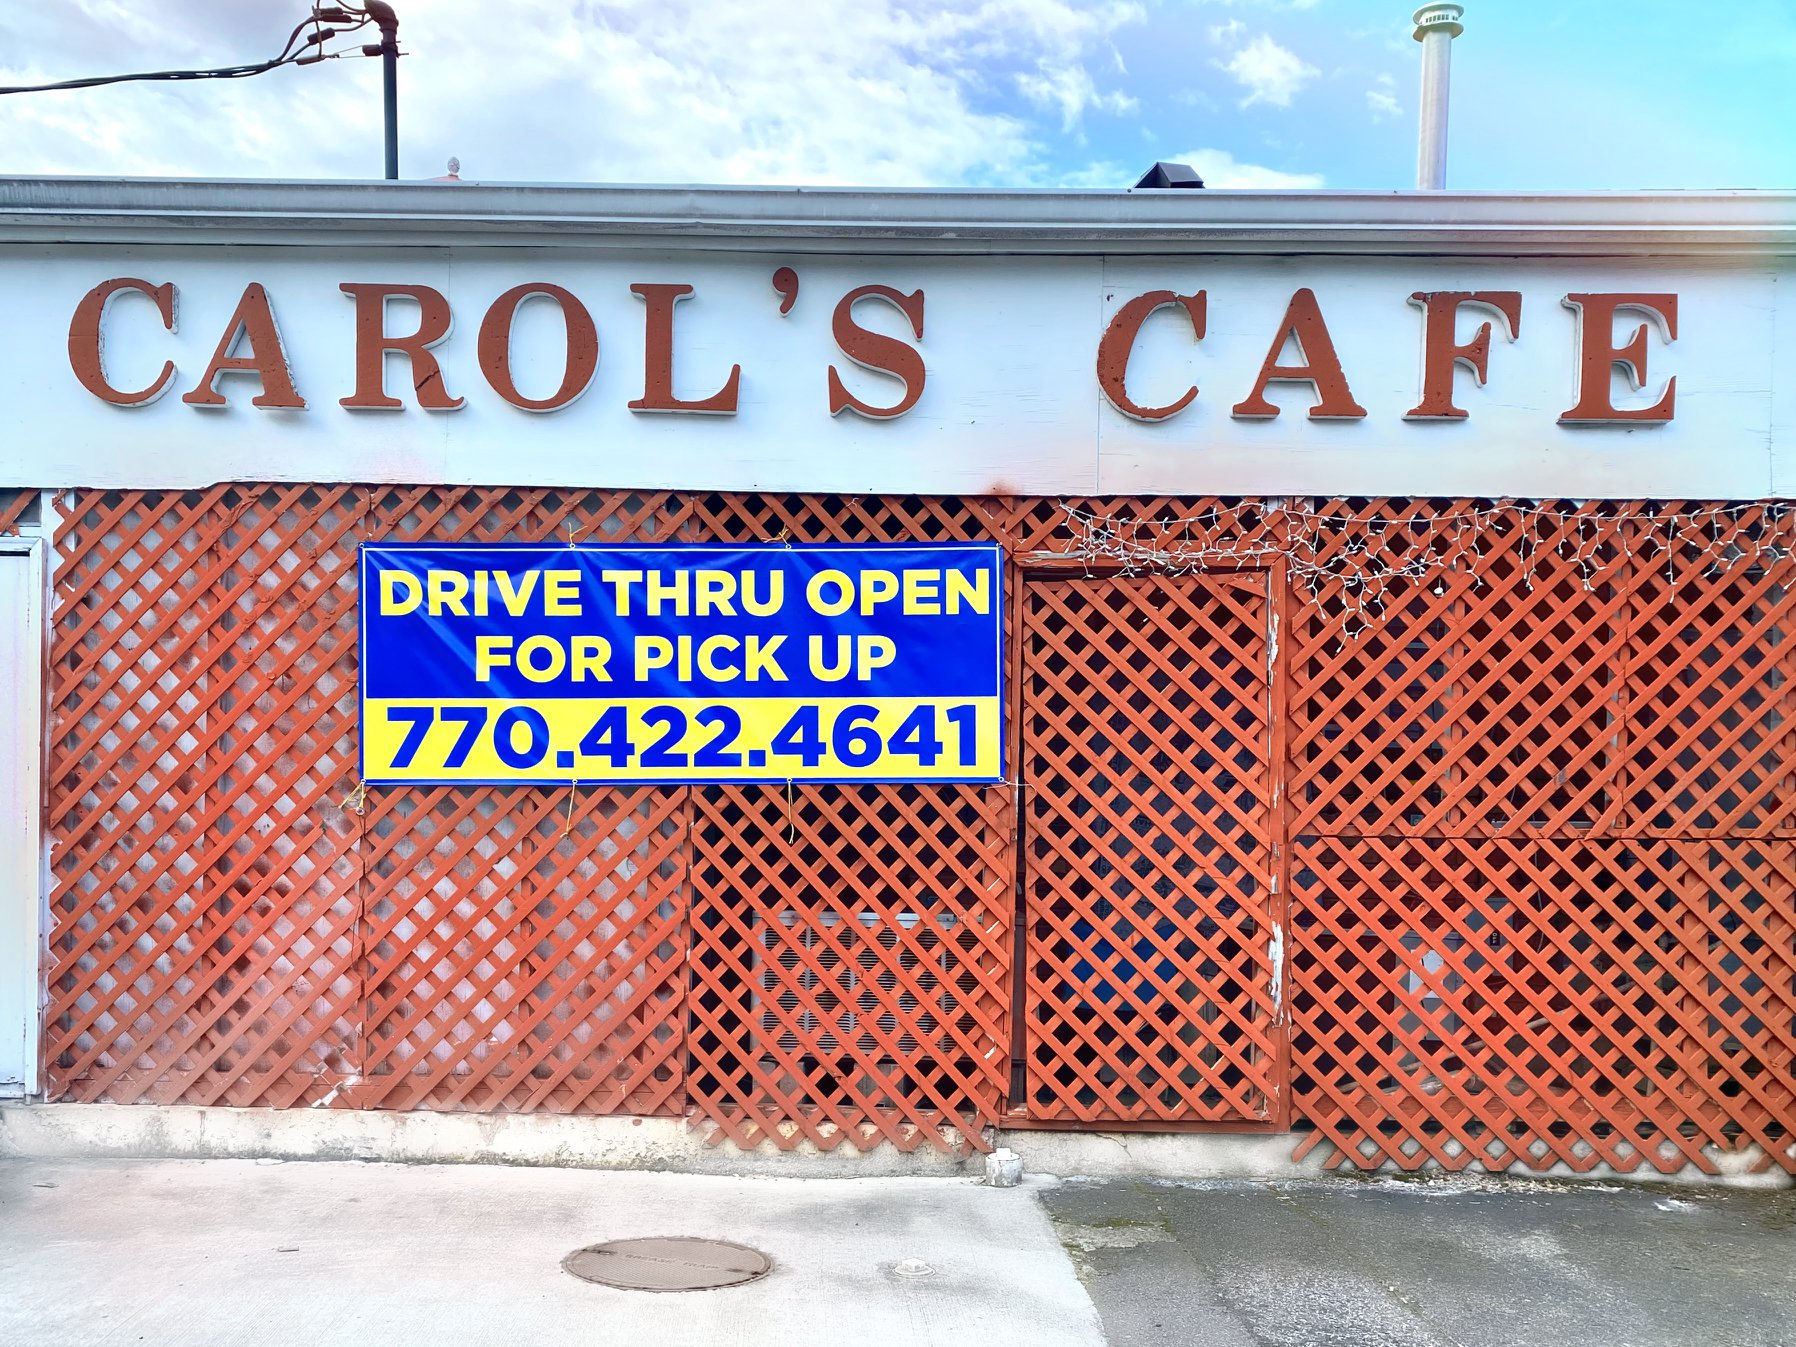 CAROL'S CAFE
DRIVE THRU OPEN
FOR PICK UP
770.422.4641